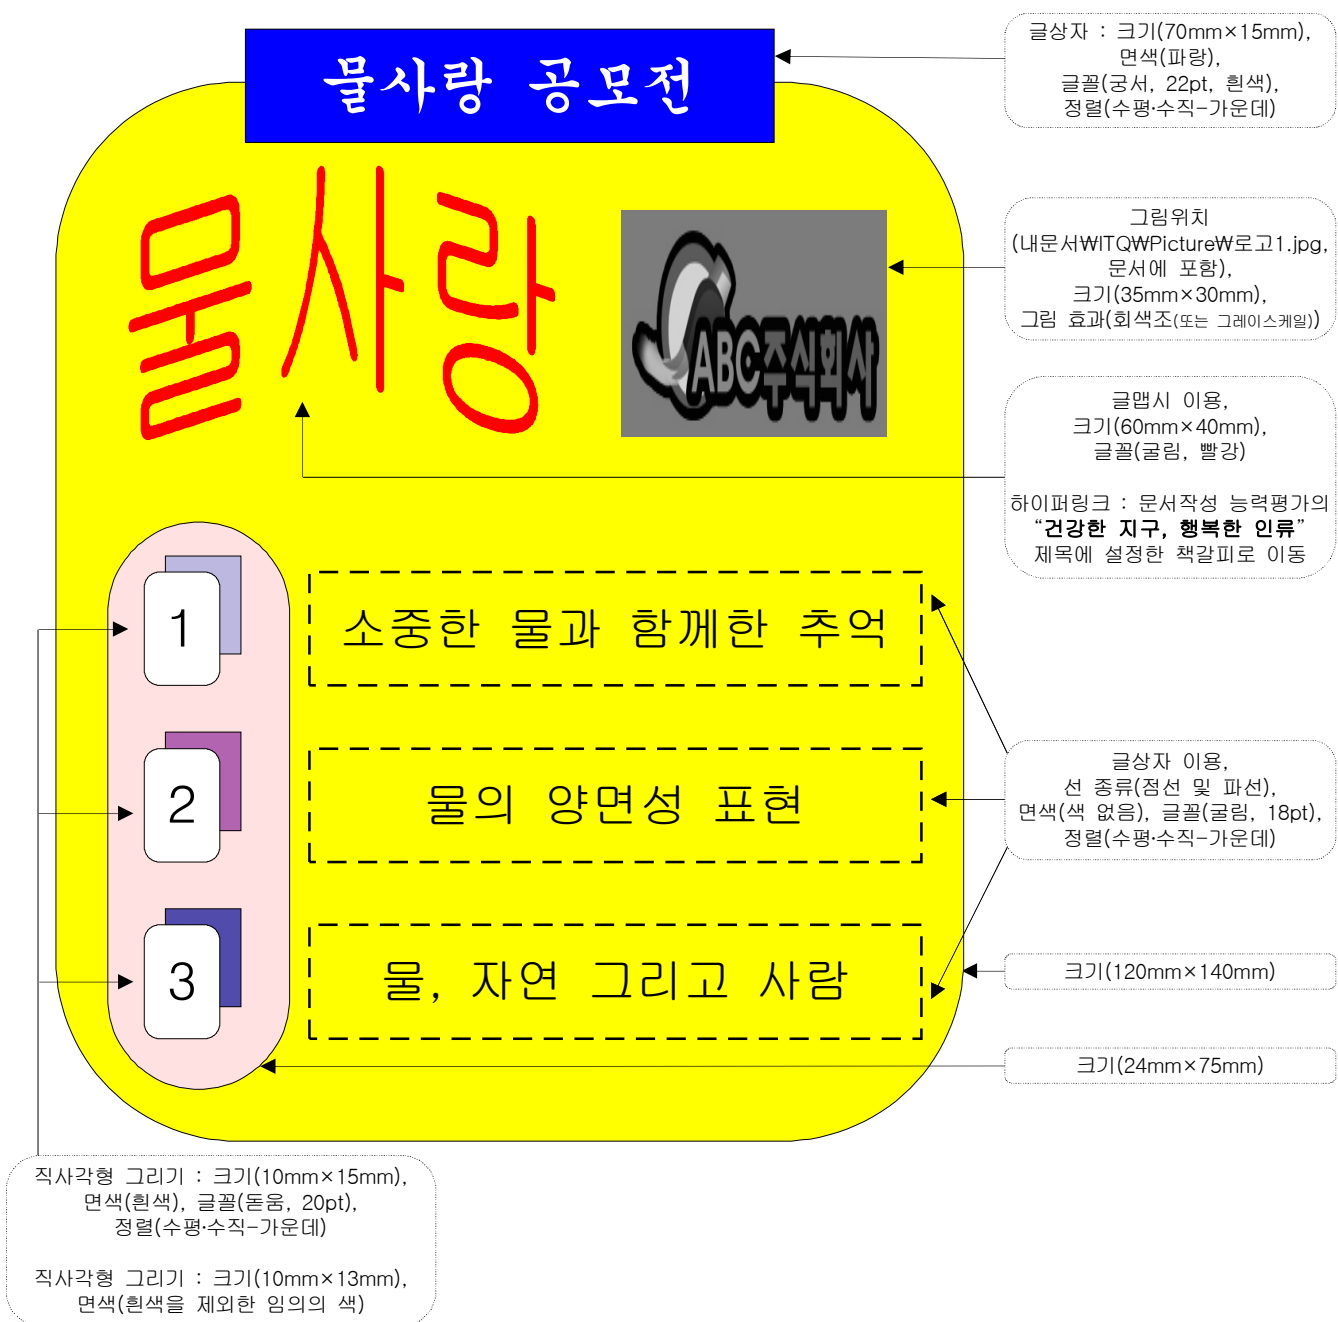 물사랑 공모전
글상자 : 크기(70mm×15mm),
면색(파랑),
글꼴(궁서, 22pt, 흰색),
정렬(수평·수직-가운데)
물사랑
ABC주식회사
그림위치
(내문서₩ITQ₩Picture₩로고1.jpg,
문서에 포함),
크기(35mm×30mm),
그림 효과(회색조(또는 그레이스케일))
글맵시 이용,
크기(60mm×40mm),
글꼴(굴림, 빨강)
하이퍼링크 : 문서작성 능력평가의
“건강한 지구, 행복한 인류”
제목에 설정한 책갈피로 이동
1
소중한 물과 함께한 추억
2
물의 양면성 표현
3
물, 자연 그리고 사람
글상자 이용,
선 종류(점선 및 파선),
면색(색 없음), 글꼴(굴림, 18pt),
정렬(수평·수직-가운데)
크기(120mm×140mm)
크기(24mm×75mm)
직사각형 그리기 : 크기(10mm×15mm),
면색(흰색), 글꼴(돋움, 20pt),
정렬(수평·수직-가운데)
직사각형 그리기 : 크기(10mm×13mm),
면색(흰색을 제외한 임의의 색)